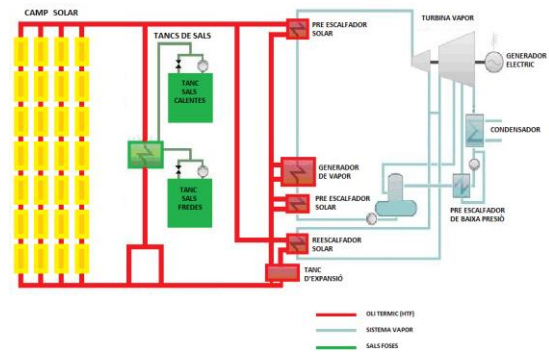 CAMP SOLAR
TANCS DE SALS
TANC
SALS
CALENTES
TANC
SALS
FREDES
PRE ESCALFADOR
SOLAR
TURBINA VAPOR
GENERADOR
ELECTRIC
CONDENSADOR
GENERADOR
DE VAPOR
PRE ESCALFADOR
SOLAR
PRE ESCALFADOR
DE BAIXA PRESIÓ
REESCALFADOR
SOLAR
TANC
D'EXPANSIÓ
OLI TERMIC (HTF)
SISTEMA VAPOR
SALS FOSES